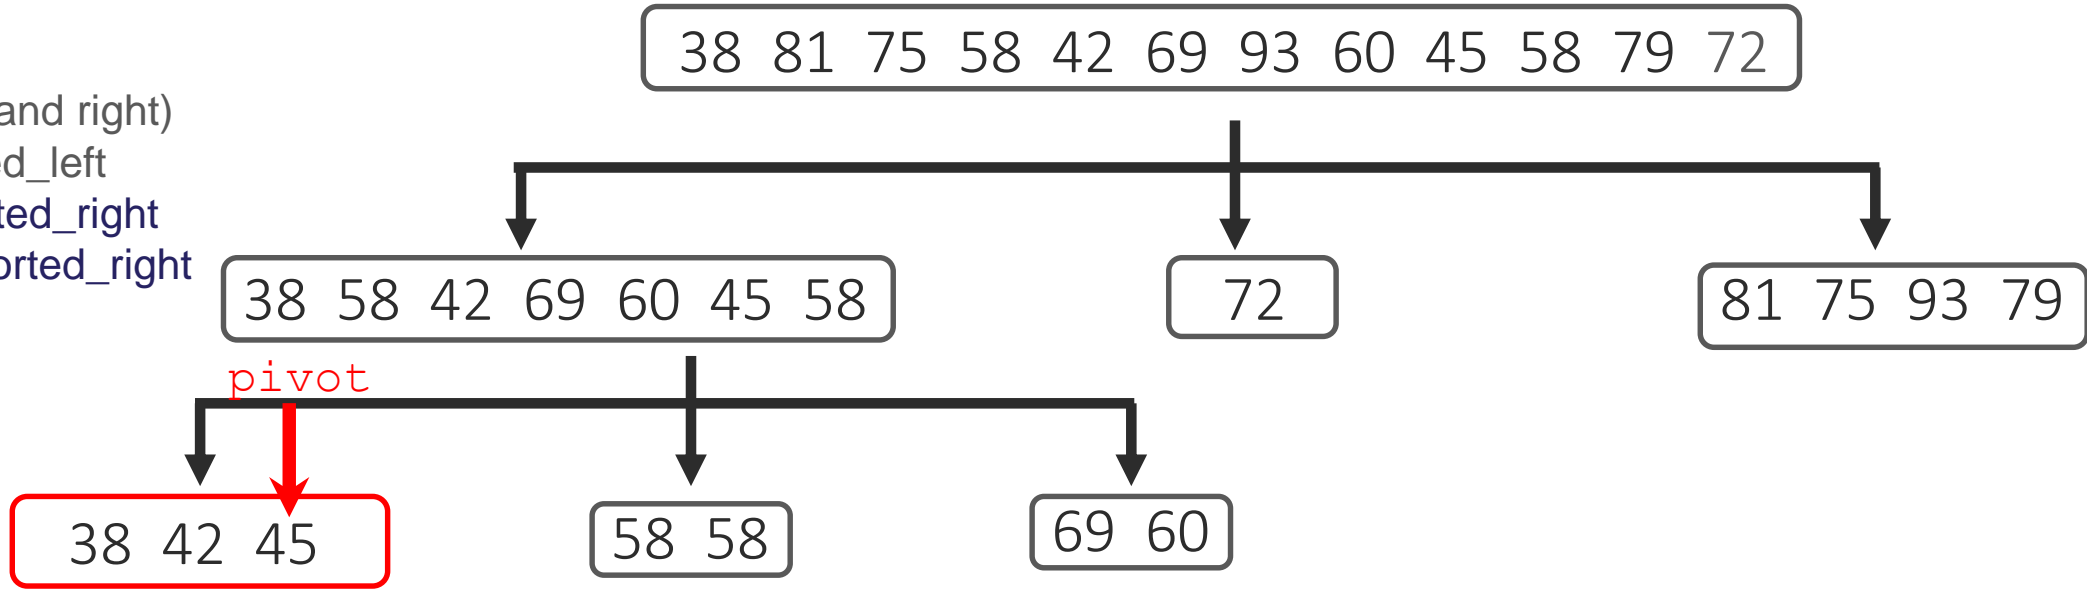 38 81 75 58 42 69 93 60 45 58 79 72
and right)
ed_left
ted_right
orted_right
38 58 42 69 60 45 58
72
81 75 93 79
pivot
38 42 45
58 58
69 60